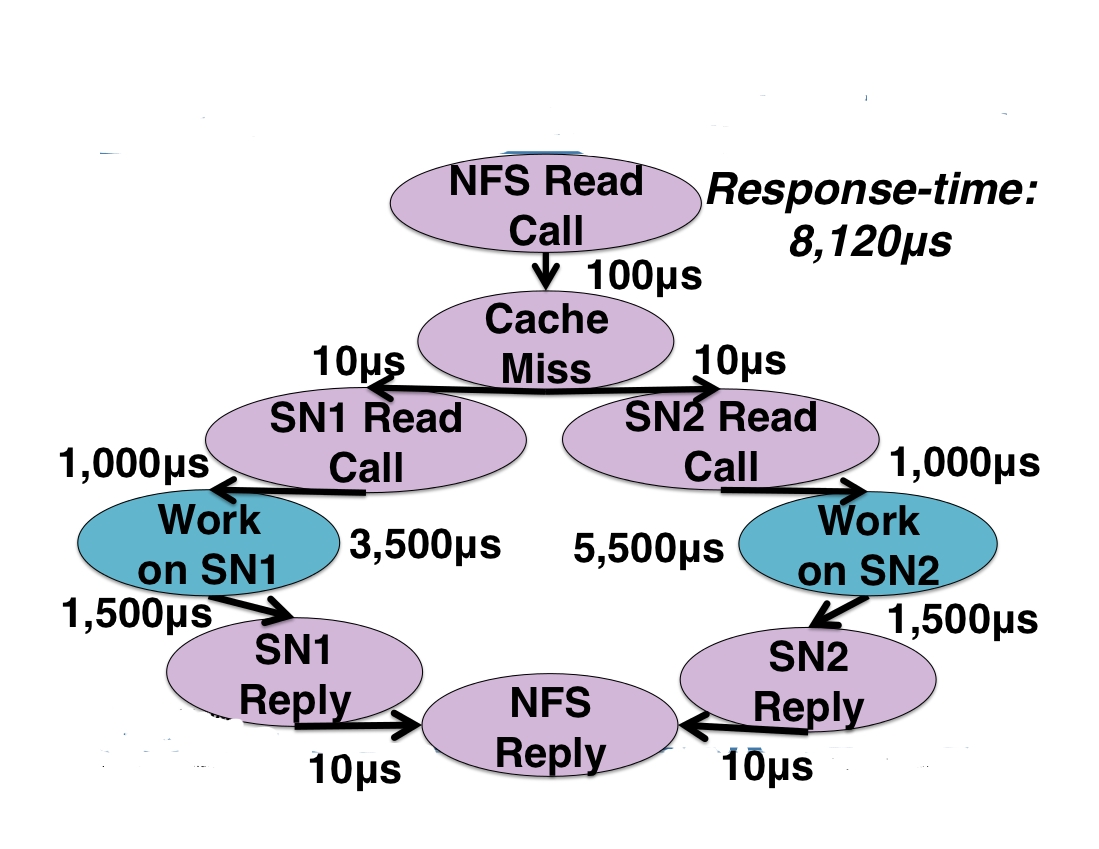 NFS Read
Call
Response-time:
8,120µs
100µs
Cache
Miss
10µs
10µs
SN1 Read
Call
SN2 Read
Call
1,000µs
1,000µs
Work
on SN1
3,500µs
5,500µs
Work
on SN2
1,500µs
1,500µs
SN1
Reply
SN2
Reply
NFS
Reply
10µs
10µs